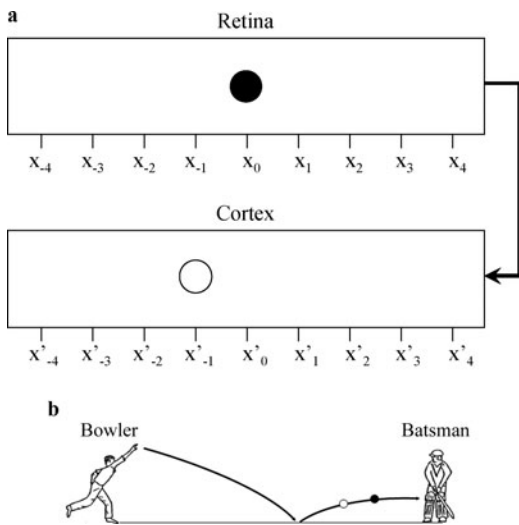 a
Retina
x-4 x-3 x-2 x-1 x0 x1 x2 x3 x4
Cortex
x'-4 x'-3 x'-2 x'-1 x'0 x'1 x'2 x'3 x'4
b
Bowler Batsman